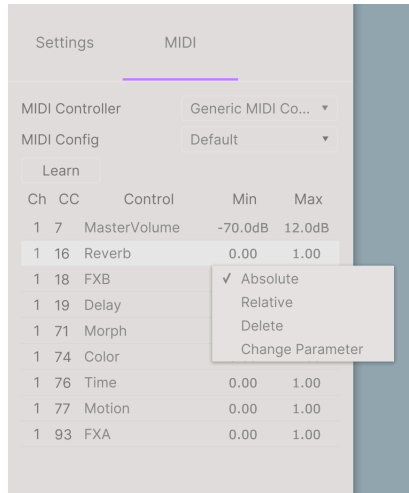 Settings MIDI
MIDI Controller Generic MIDI Co... ▼
MIDI Config Default ▼
Learn
Ch CC Control Min Max
1 7 MasterVolume -70.0dB 12.0dB
1 16 Reverb 0.00 1.00
1 18 FXB
✓ Absolute
1 19 Delay
Relative
1 71 Morph
Delete
1 74 Color
Change Parameter
1 76 Time 0.00 1.00
1 77 Motion 0.00 1.00
1 93 FXA 0.00 1.00